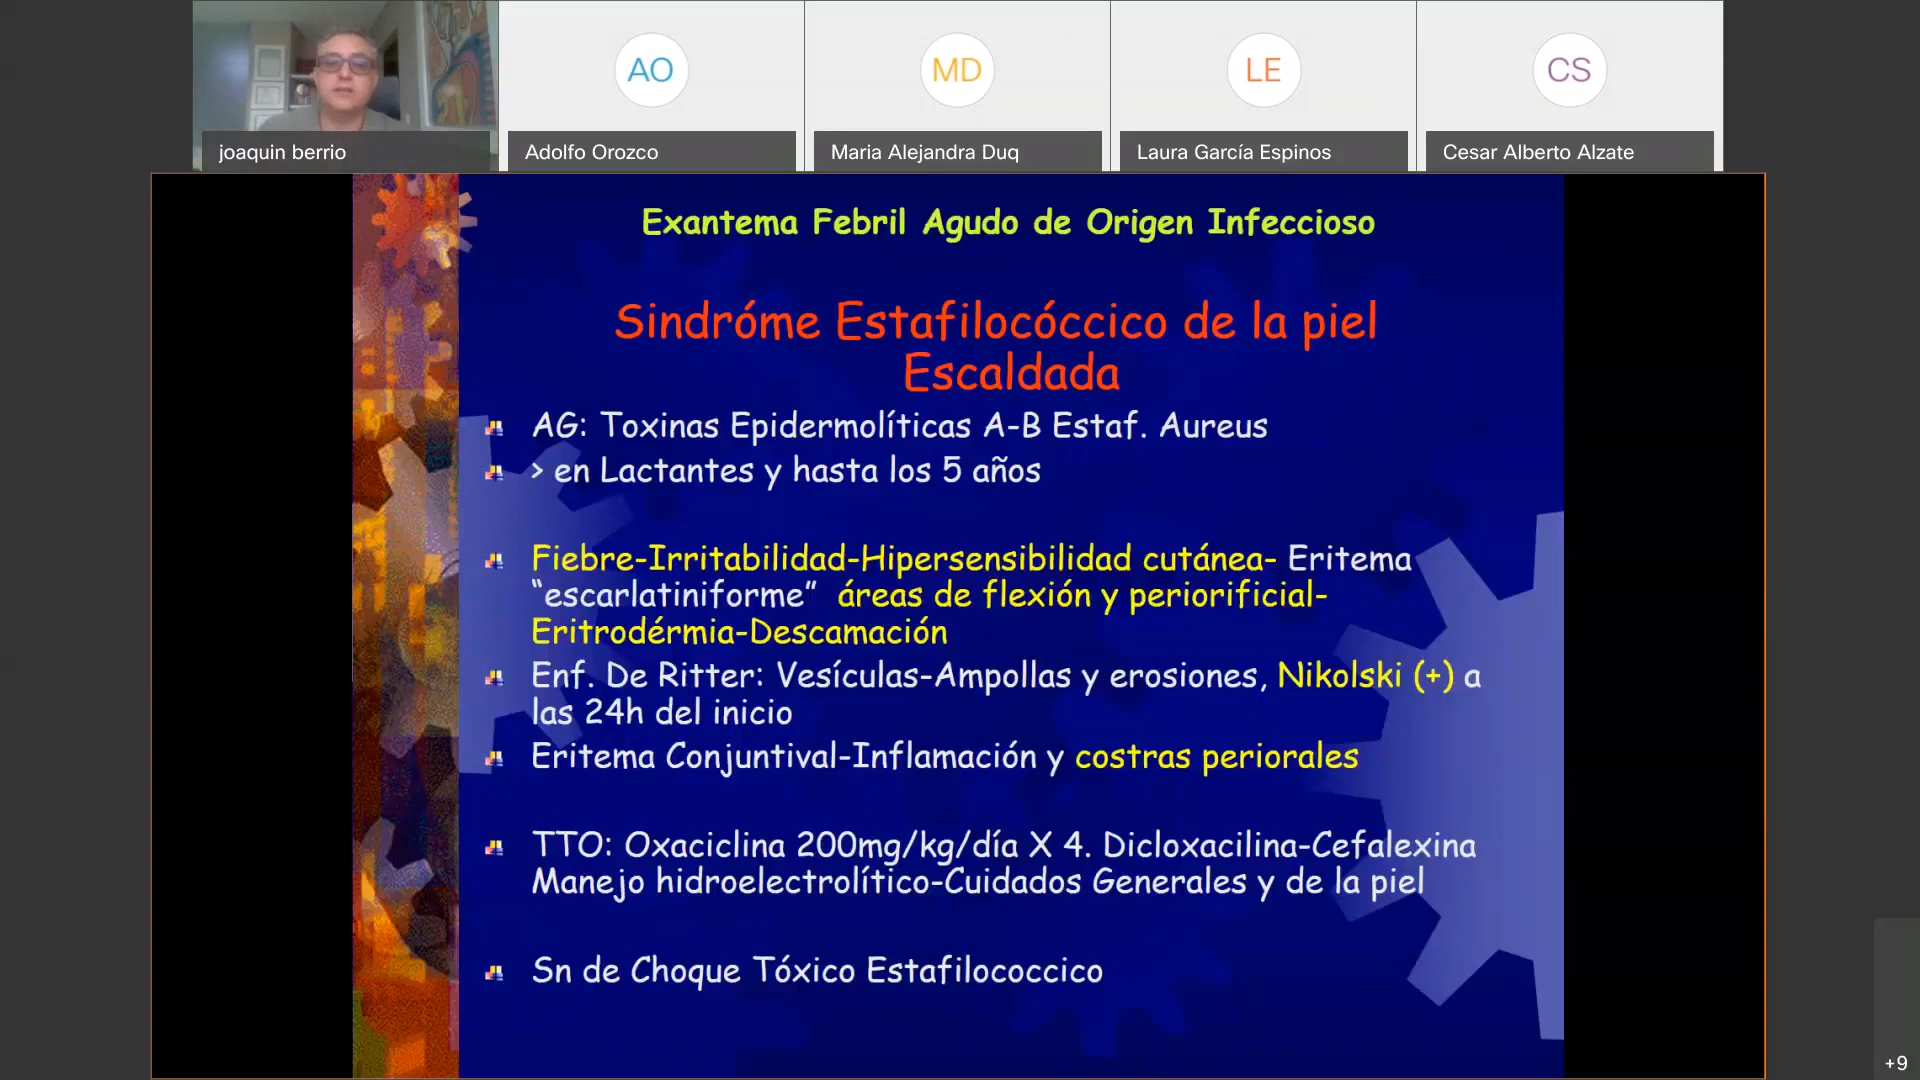 AO
MD
LE
CS
joaquin berrio
Adolfo Orozco
Maria Alejandra Duq
Laura García Espinos
Cesar Alberto Alzate
Exantema Febril Agudo de Origen Infeccioso
Sindróme Estafilocóccico de la piel
Escaldada
AG: Toxinas Epidermolíticas A-B Estaf. Aureus
> en Lactantes y hasta los 5 años
Fiebre-Irritabilidad-Hipersensibilidad cutánea- Eritema
“escarlatiniforme” áreas de flexión y periorificial-
Eritrodérmia-Descamación
Enf. De Ritter: Vesículas-Ampollas y erosiones, Nikolski (+) a
las 24h del inicio
Eritema Conjuntival-Inflamación y costras periorales
TTO: Oxaciclina 200mg/kg/día X 4. Dicloxacilina-Cefalexina
Manejo hidroelectrolítico-Cuidados Generales y de la piel
Sn de Choque Tóxico Estafilococcico
+9